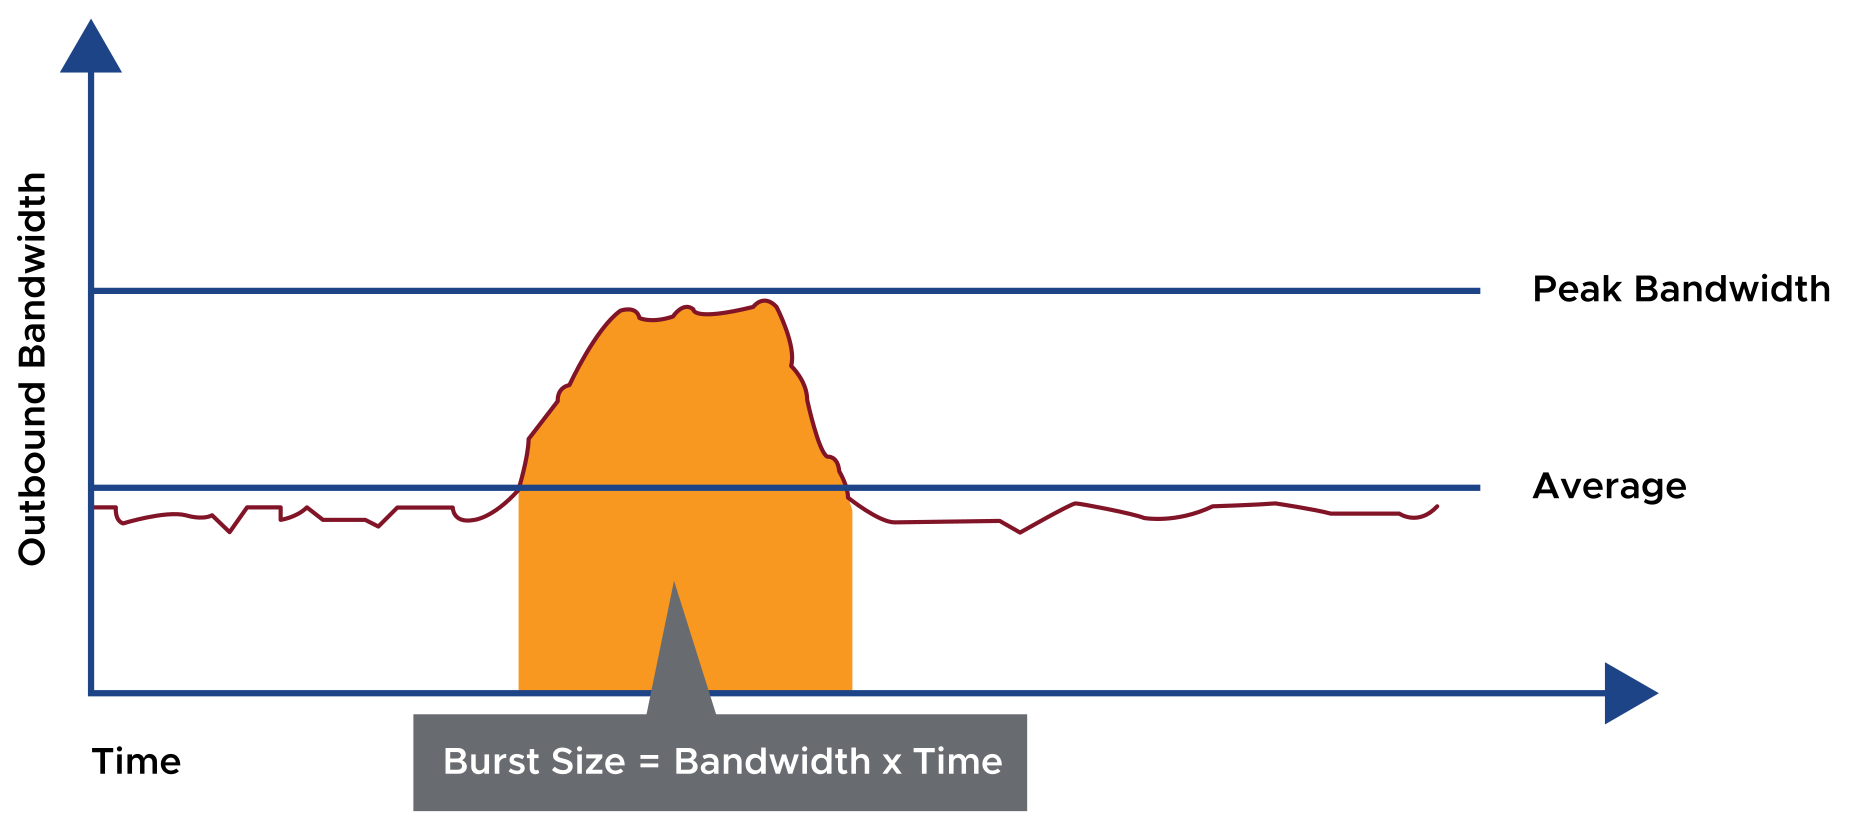 Outbound Bandwidth
Peak Bandwidth
Average
Time
Burst Size = Bandwidth x Time